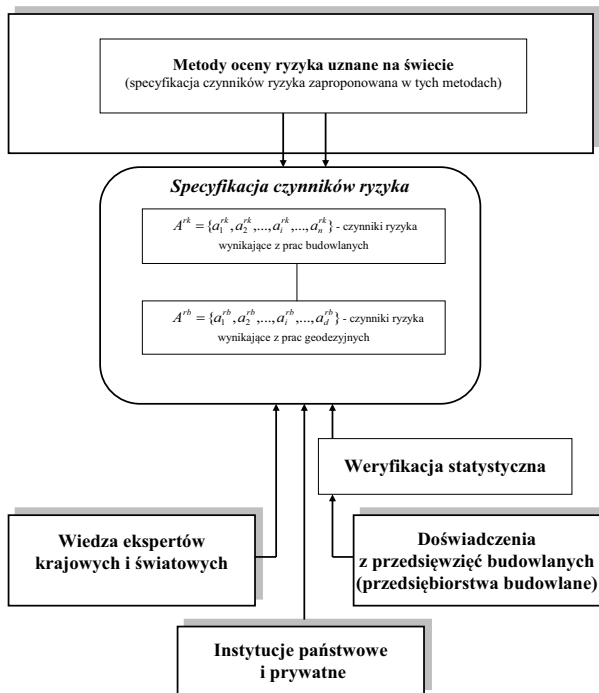 Metody oceny ryzyka uznane na świecie
(specyfikacja czynników ryzyka zaproponowana w tych metodach)
Specyfikacja czynników ryzyka
A^{rk} = {a_1^{rk}, a_2^{rk},..., a_i^{rk},..., a_n^{rk}} - czynniki ryzyka
wynikające z prac budowlanych
A^{rb} = {a_1^{rb}, a_2^{rb},..., a_i^{rb},..., a_d^{rb}} - czynniki ryzyka
wynikające z prac geodezyjnych
Weryfikacja statystyczna
Wiedza ekspertów
krajowych i światowych
Doświadczenia
z przedsięwzięć budowlanych
(przedsiębiorstwa budowlane)
Instytucje państwowe
i prywatne